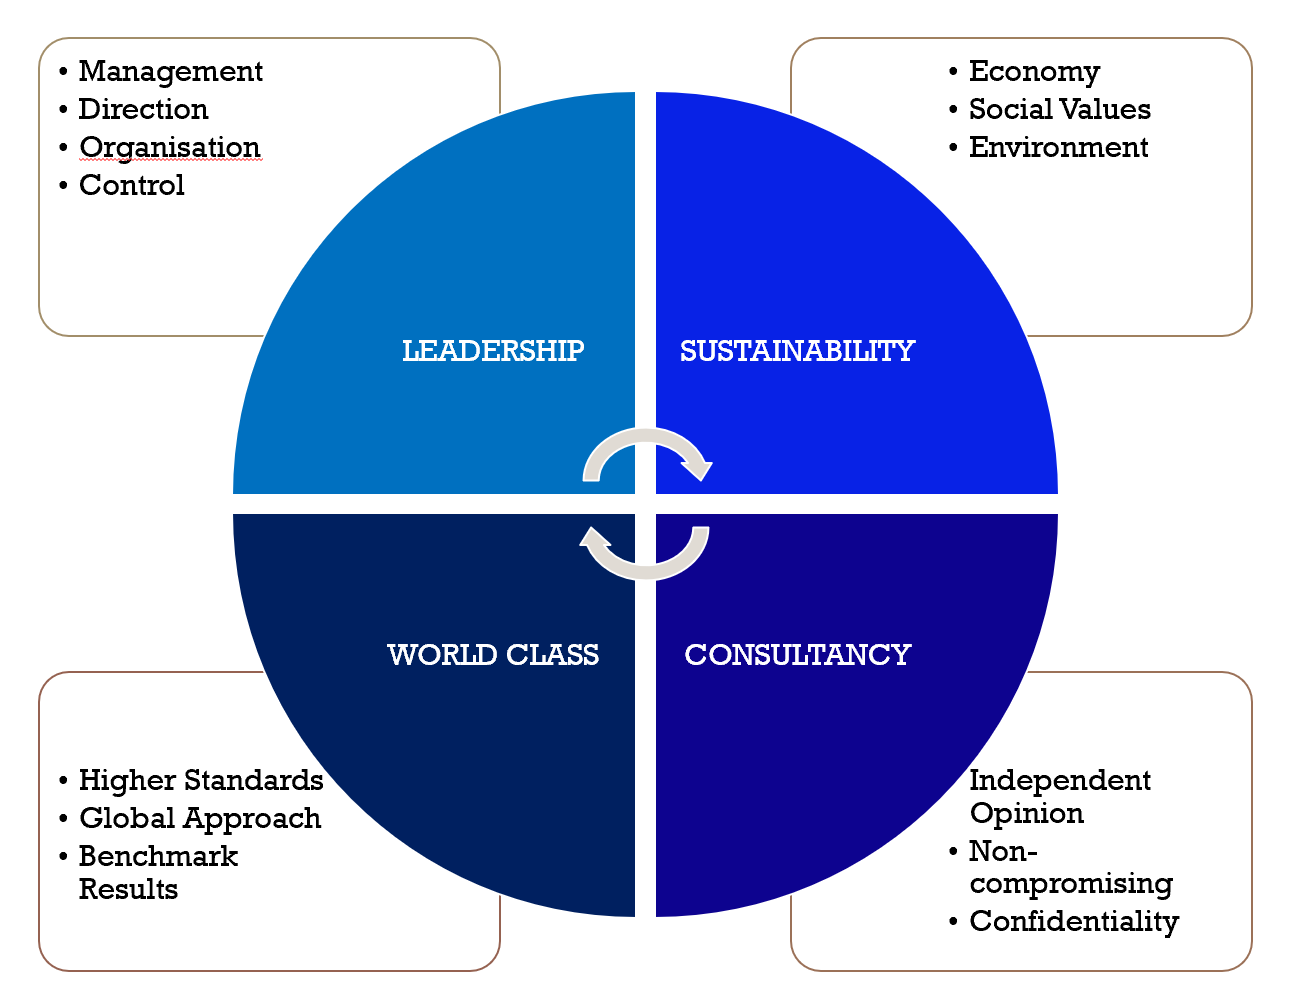 • Management
• Direction
• Organisation
• Control
• Economy
• Social Values
• Environment
LEADERSHIP
SUSTAINABILITY
WORLD CLASS
CONSULTANCY
• Higher Standards
• Global Approach
• Benchmark
Results
Independent
Opinion
• Non-
compromising
• Confidentiality